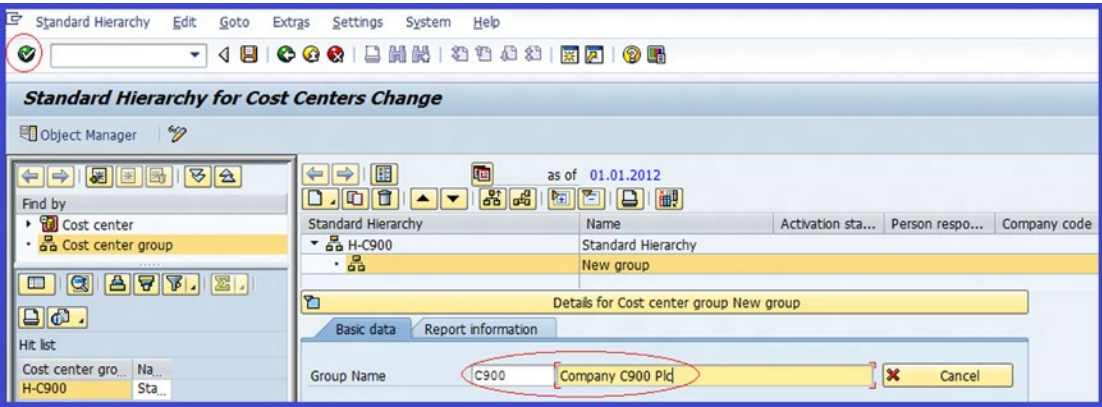 Standard Hierarchy Edit Goto Extras Settings System Help
Standard Hierarchy for Cost Centers Change
Object Manager
as of 01.01.2012
Find by
Cost center
Cost center group
Standard Hierarchy Name Activation sta... Person respo... Company code
H-C900 Standard Hierarchy
New group
Details for Cost center group New group
Basic data Report information
Hit list
Cost center gro... Na...
H-C900 Sta...
Group Name C900 Company C900 Plc Cancel